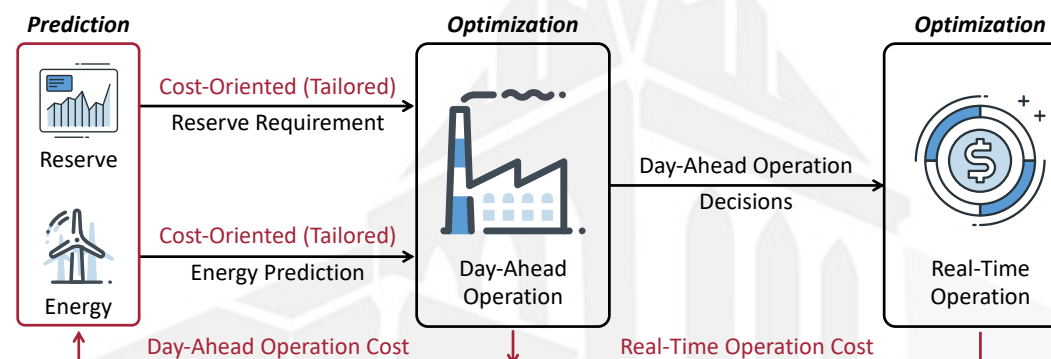 Prediction
Optimization
Optimization
Cost-Oriented (Tailored)
Reserve Requirement
Reserve
Day-Ahead Operation
Decisions
Cost-Oriented (Tailored)
Energy Prediction
Energy
Day-Ahead
Operation
$
Real-Time
Operation
Day-Ahead Operation Cost
Real-Time Operation Cost